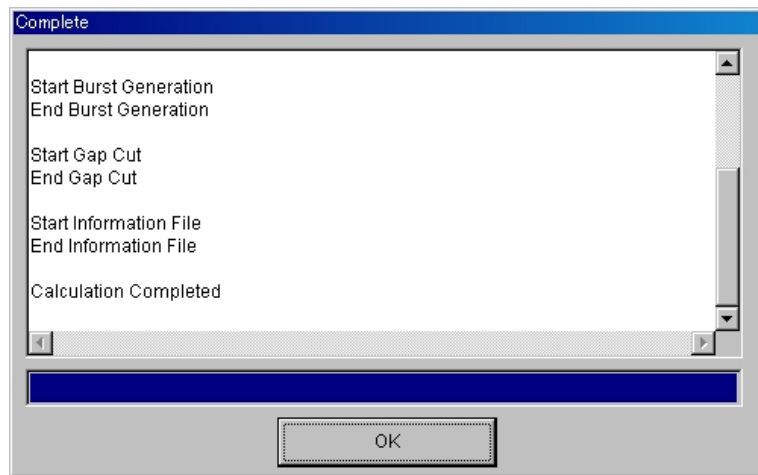 Complete
Start Burst Generation
End Burst Generation
Start Gap Cut
End Gap Cut
Start Information File
End Information File
Calculation Completed
OK